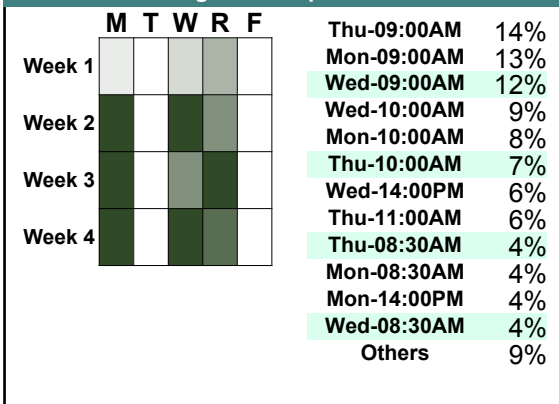 M T W R F
Week 1
Week 2
Week 3
Week 4
Thu-09:00AM 14%
Mon-09:00AM 13%
Wed-09:00AM 12%
Wed-10:00AM 9%
Mon-10:00AM 8%
Thu-10:00AM 7%
Wed-14:00PM 6%
Thu-11:00AM 6%
Thu-08:30AM 4%
Mon-08:30AM 4%
Mon-14:00PM 4%
Wed-08:30AM 4%
Others 9%